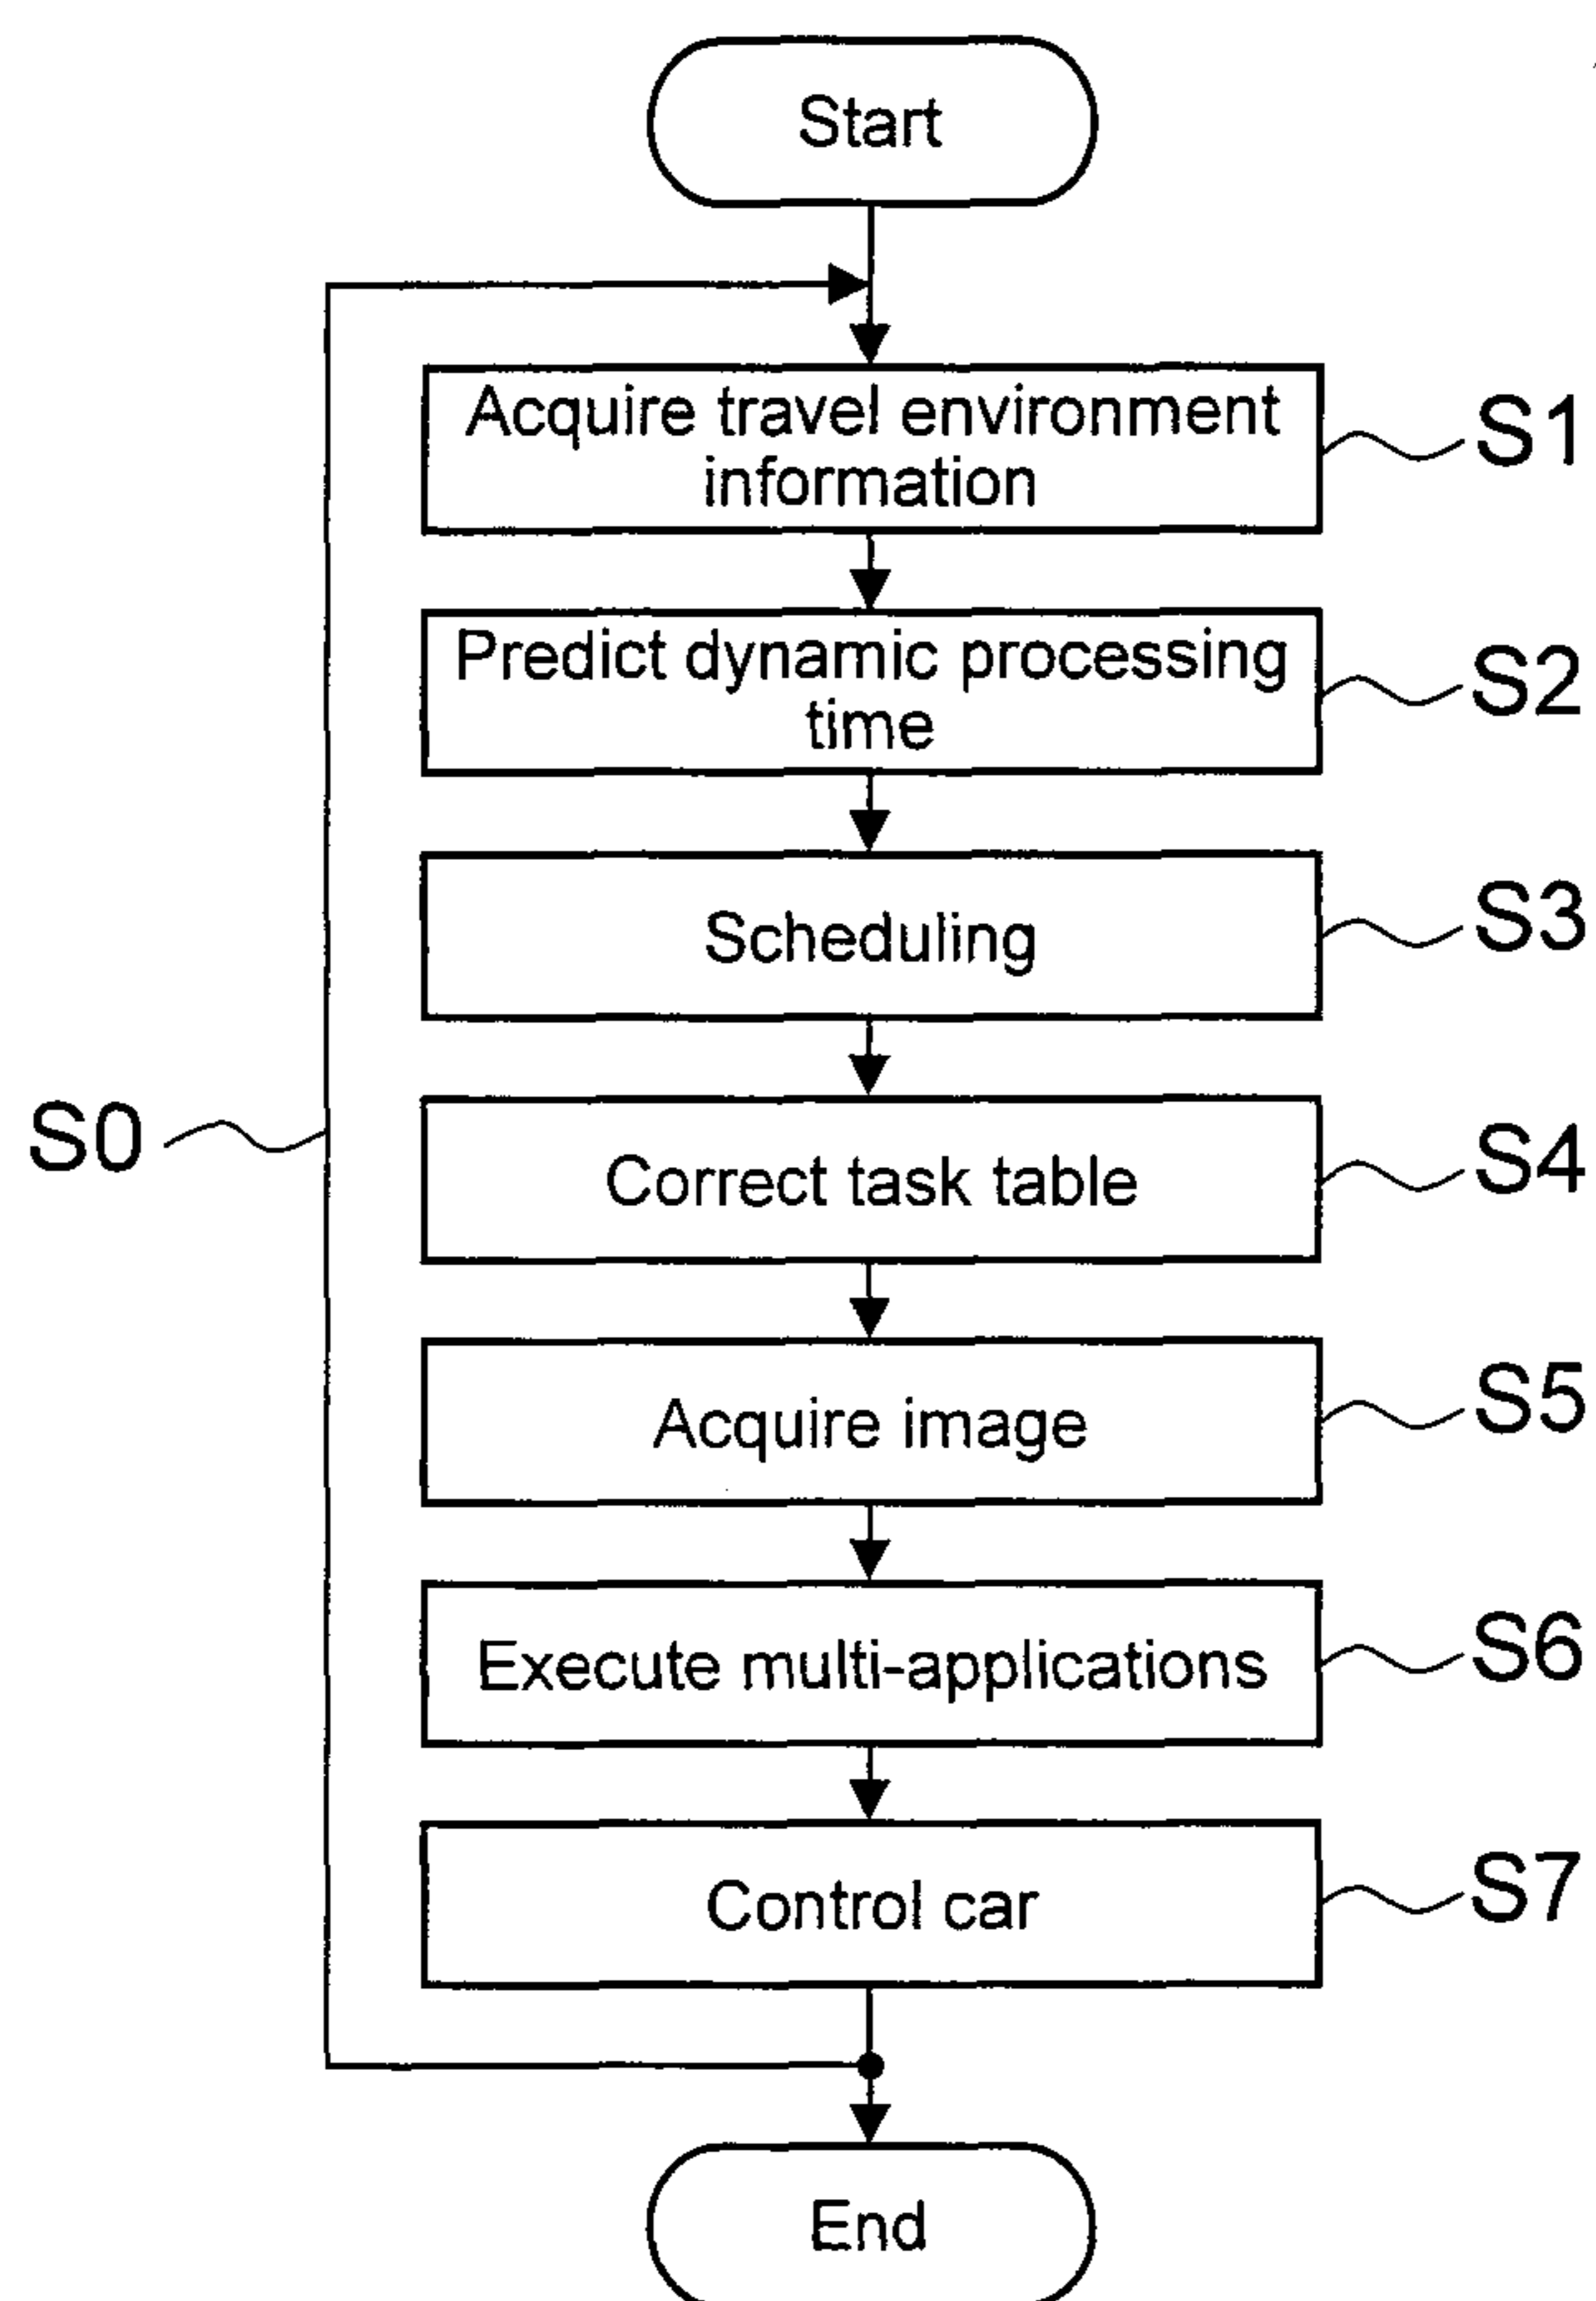 Start
Acquire travel environment
information
S1
Predict dynamic processing
time
S2
Scheduling
S3
S0
Correct task table
S4
Acquire image
S5
Execute multi-applications
S6
Control car
S7
End